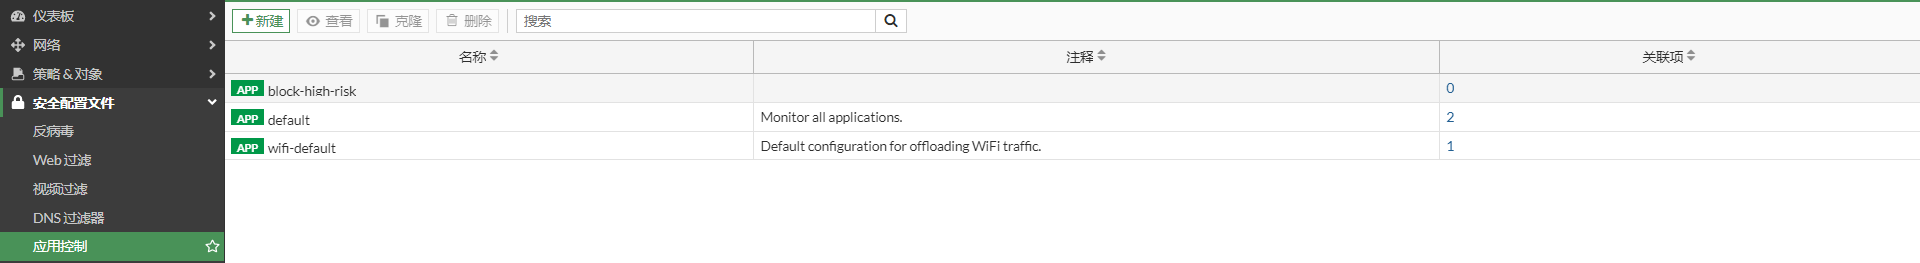 仪表板
网络
策略 & 对象
安全配置文件
反病毒
Web 过滤
视频过滤
DNS 过滤器
应用控制
+新建 查看 克隆 删除 搜索
名称 注释 关联项
APP block-high-risk 0
APP default Monitor all applications. 2
APP wifi-default Default configuration for offloading WiFi traffic. 1